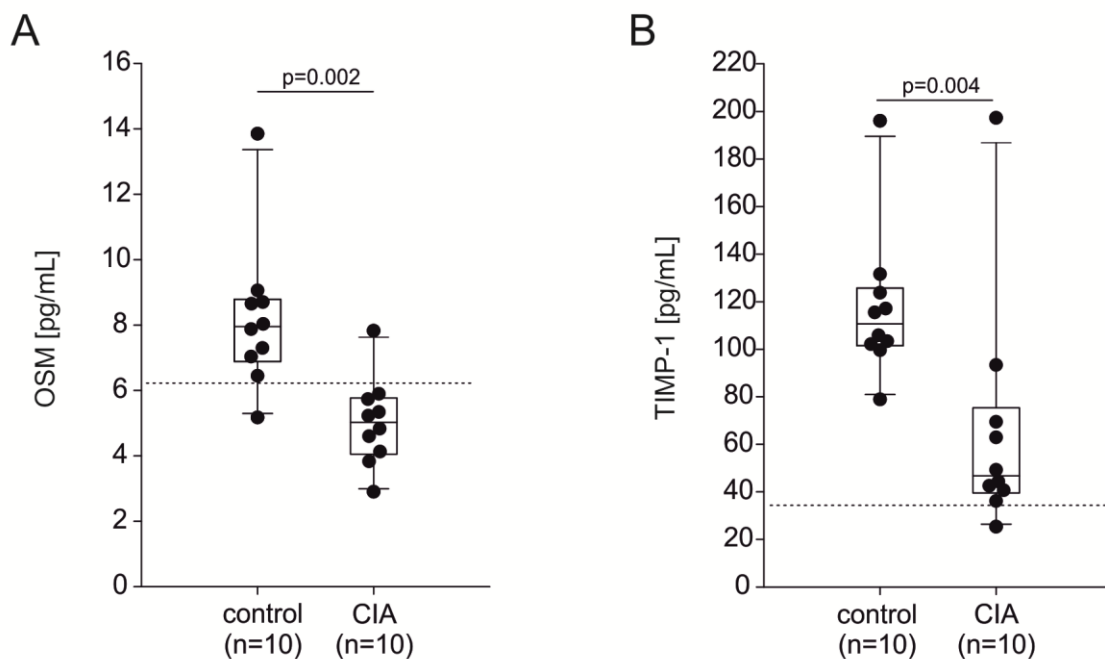 A
OSM [pg/mL]
16
14
12
10
8
6
4
2
0
p=0.002
control
(n=10)
CIA
(n=10)
B
TIMP-1 [pg/mL]
220
200
180
160
140
120
100
80
60
40
20
0
p=0.004
control
(n=10)
CIA
(n=10)